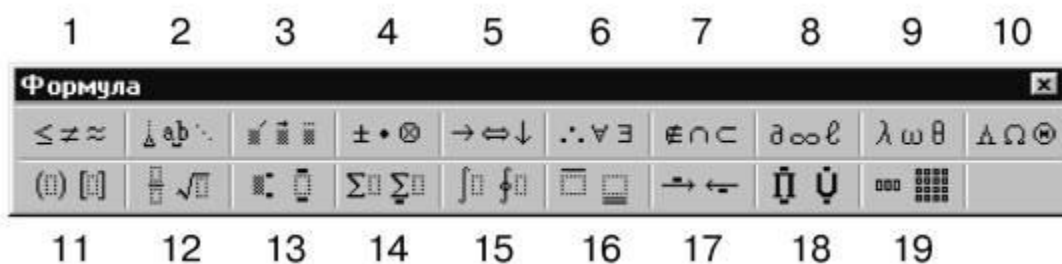 1 2 3 4 5 6 7 8 9 10
Формула
≤ ≠ ≈ a͟b ⋱ ± • ⊗ → ⇔ ↓ ∴ ∀ ∃ ∉ ∩ ⊂ ∂ ∞ ℓ λ ω θ Λ Ω Θ
( ) [ ] √ Σ Σ ∫ ∮ → ← Π Ụ
11 12 13 14 15 16 17 18 19